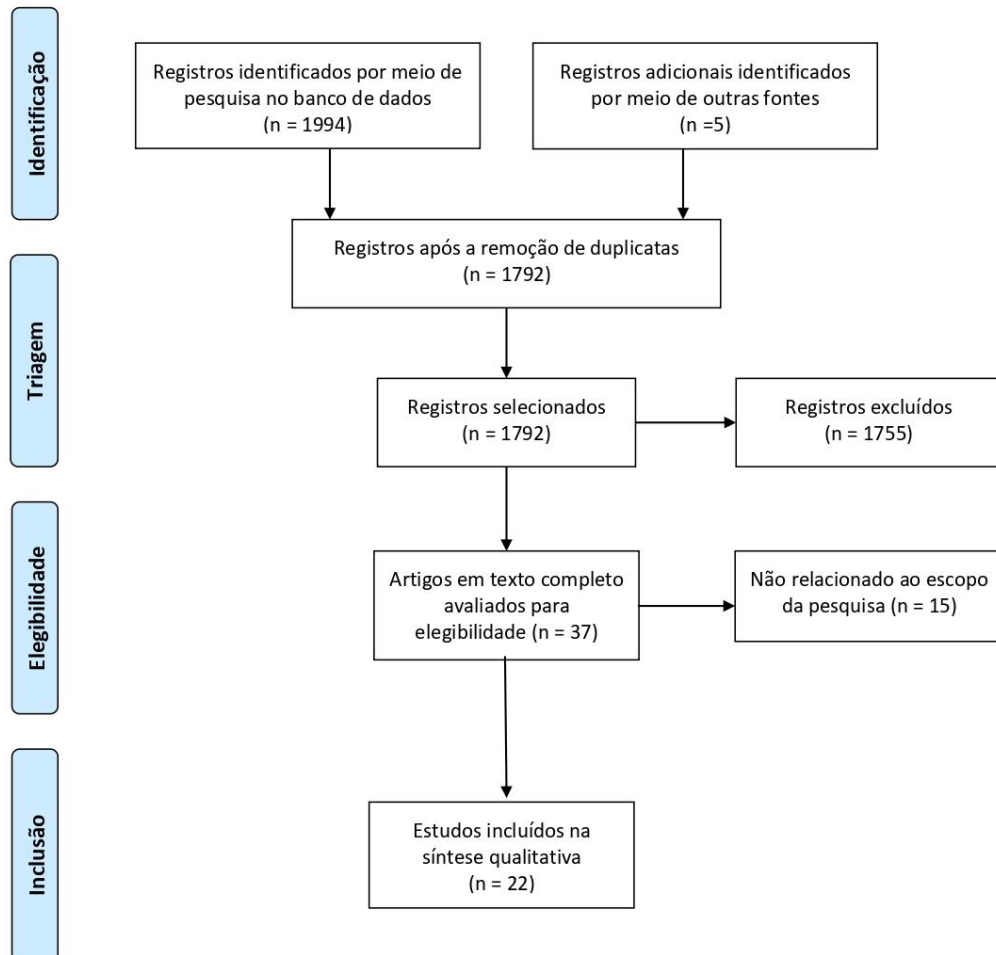 Identificação
Registros identificados por meio de
pesquisa no banco de dados
(n = 1994)
Registros adicionais identificados
por meio de outras fontes
(n =5)
Triagem
Registros após a remoção de duplicatas
(n = 1792)
Registros selecionados
(n = 1792)
Registros excluídos
(n = 1755)
Elegibilidade
Artigos em texto completo
avaliados para
elegibilidade (n = 37)
Não relacionado ao escopo
da pesquisa (n = 15)
Inclusão
Estudos incluídos na
síntese qualitativa
(n = 22)